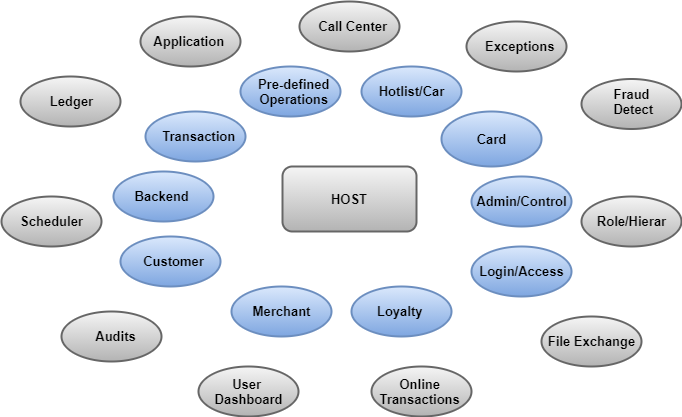 Call Center
Application
Exceptions
Pre-defined
Operations
Hotlist/Car
Ledger
Fraud
Detect
Transaction
Card
Backend
HOST
Admin/Control
Scheduler
Role/Hierar
Customer
Login/Access
Merchant
Loyalty
Audits
File Exchange
User
Dashboard
Online
Transactions